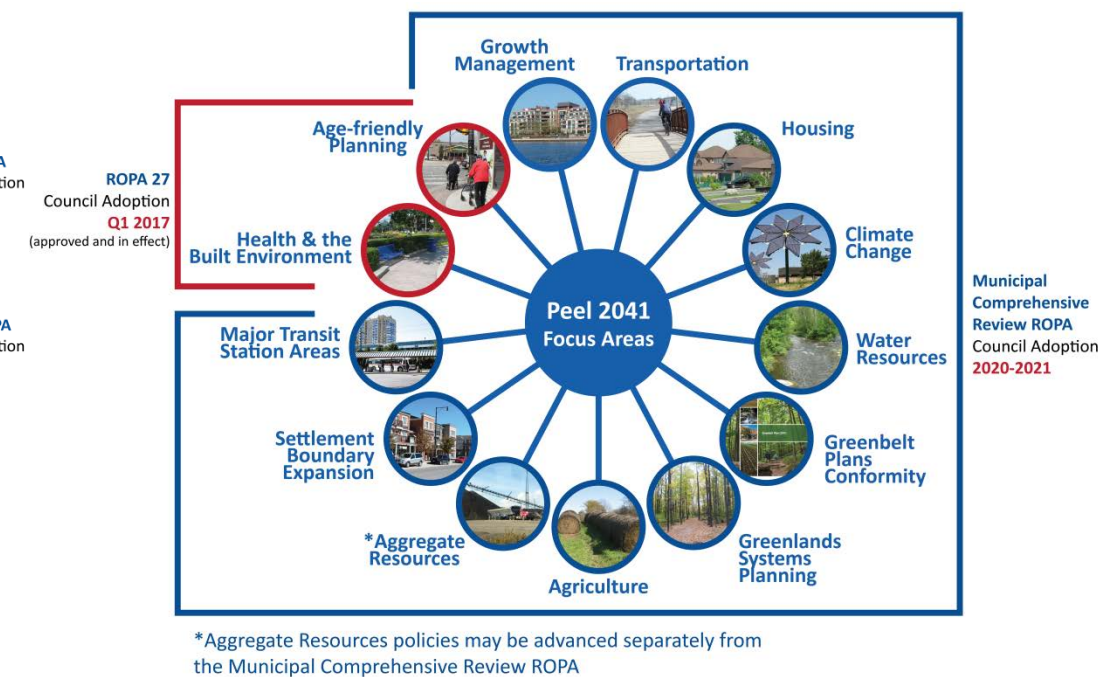 Growth
Management
Transportation
Age-friendly
Planning
Housing
A
tion
ROPA 27
Council Adoption
Q1 2017
(approved and in effect)
Health & the
Built Environment
Climate
Change
Peel 2041
Focus Areas
Municipal
Comprehensive
Review ROPA
Council Adoption
2020-2021
PA
tion
Major Transit
Station Areas
Water
Resources
Settlement
Boundary
Expansion
Greenbelt
Plans
Conformity
*Aggregate
Resources
Agriculture
Greenlands
Systems
Planning
*Aggregate Resources policies may be advanced separately from
the Municipal Comprehensive Review ROPA